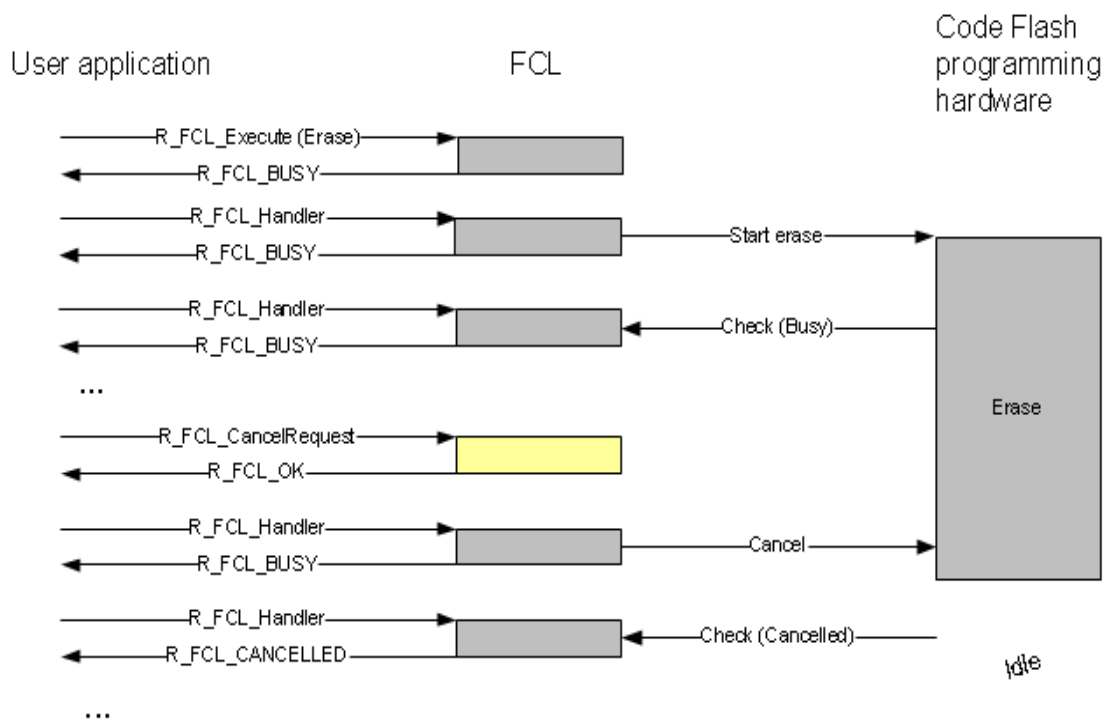 User application
FCL
Code Flash
programming
hardware
R_FCL_Execute (Erase)
R_FCL_BUSY
R_FCL_Handler
Start erase
R_FCL_BUSY
R_FCL_Handler
Check (Busy)
R_FCL_BUSY
...
Erase
R_FCL_CancelRequest
R_FCL_OK
R_FCL_Handler
Cancel
R_FCL_BUSY
R_FCL_Handler
Check (Cancelled)
R_FCL_CANCELLED
Idle
...